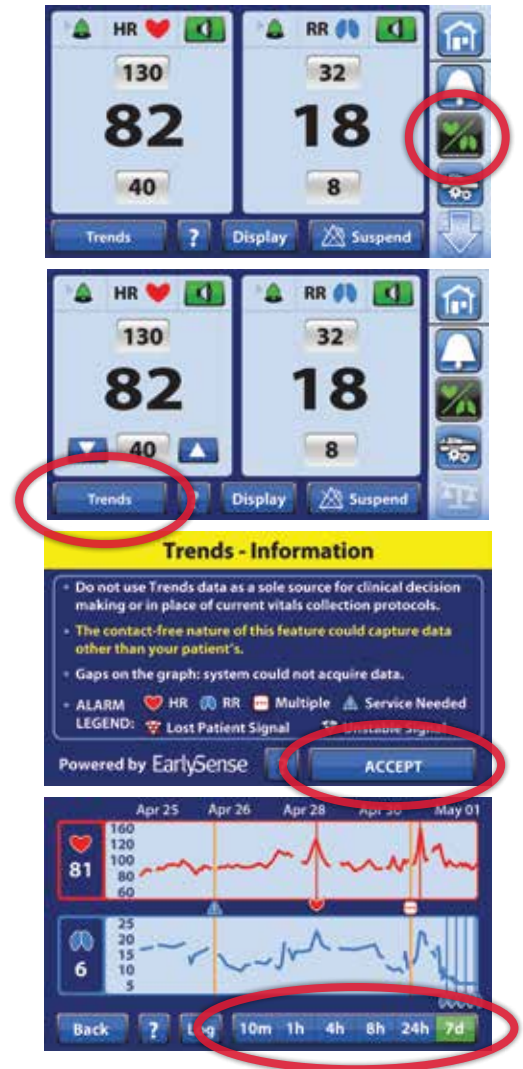 HR RR
130 32
82 18
40 8
Trends ? Display Suspend
HR RR
130 32
82 18
40 8
Trends ? Display Suspend
Trends - Information
• Do not use Trends data as a sole source for clinical decision
making or in place of current vitals collection protocols.
• The contact-free nature of this feature could capture data
other than your patient's.
• Gaps on the graph: system could not acquire data.
• ALARM HR RR Multiple Service Needed
LEGEND: Lost Patient Signal Unstable Signal
Powered by EarlySense ACCEPT
Apr 25 Apr 26 Apr 28 Apr 30 May 01
160
120
81 100
80
60
25
20
6 15
10
5
Back ? Log 10m 1h 4h 8h 24h 7d